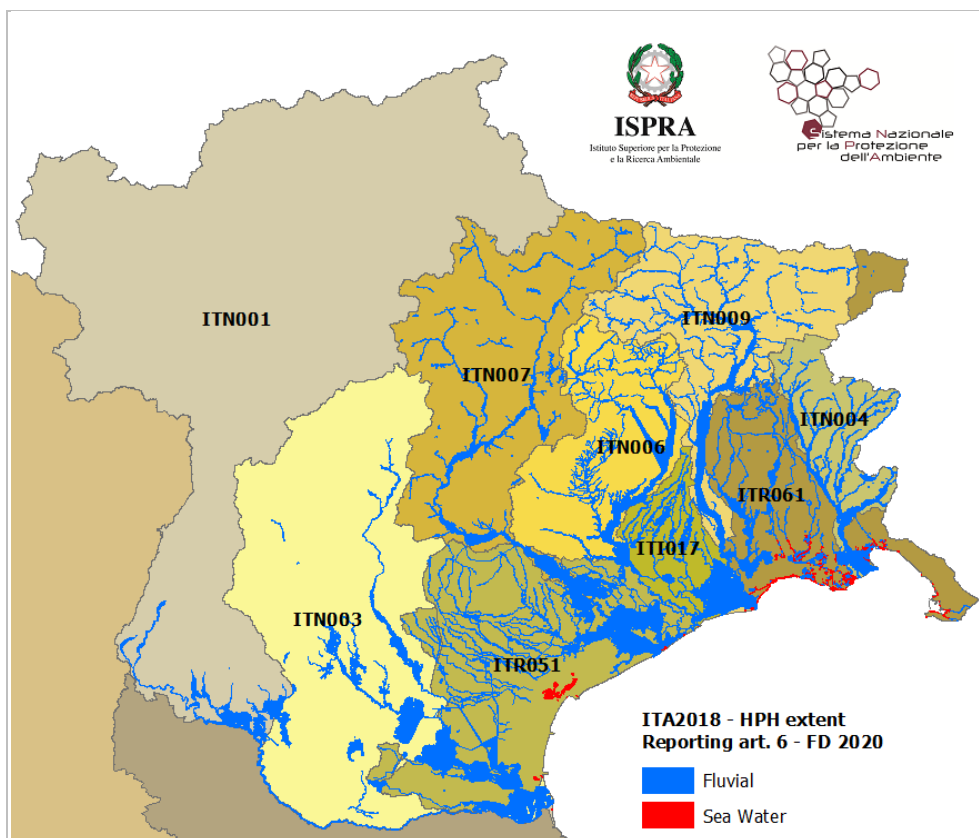 ISPRA
Istituto Superiore per la Protezione
e la Ricerca Ambientale
Sistema Nazionale
per la Protezione
dell'Ambiente
ITN001
ITN009
ITN007
ITN004
ITN006
ITR061
ITI017
ITN003
ITR051
ITA2018 - HPH extent
Reporting art. 6 - FD 2020
Fluvial
Sea Water